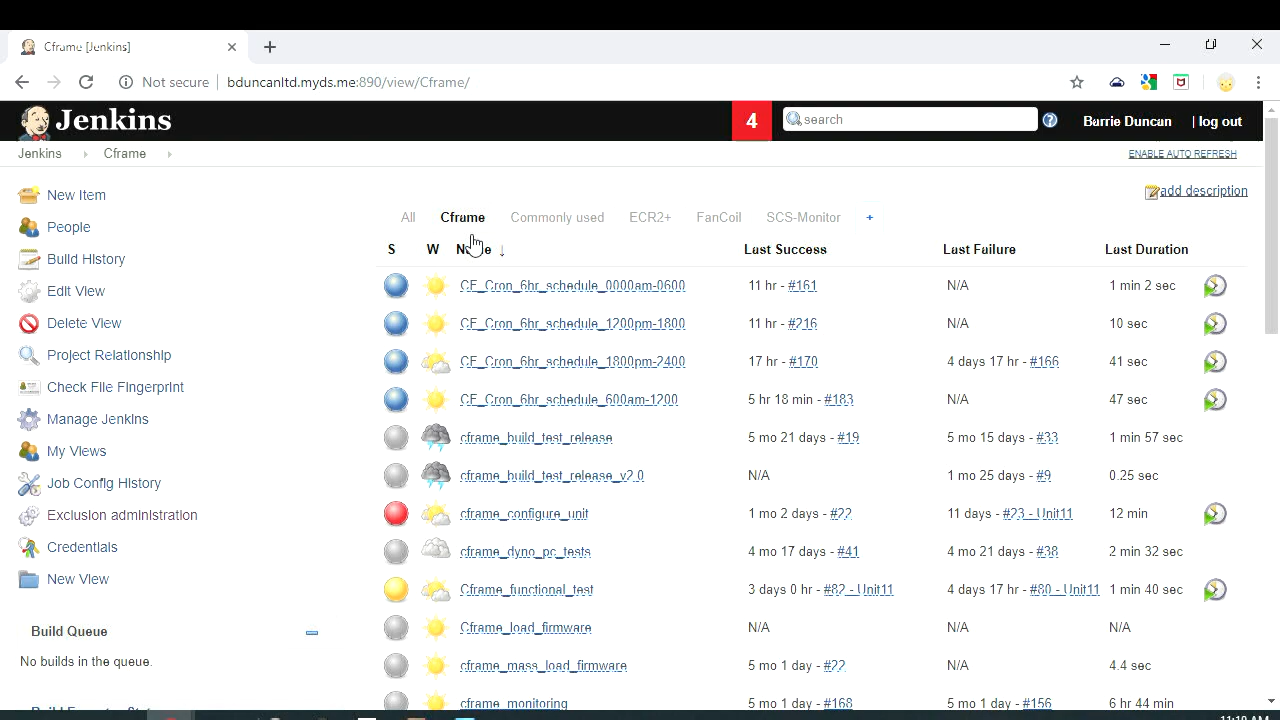 Cframe [Jenkins]
Not secure bduncanltd.myds.me:890/view/Cframe/
Jenkins 4 search Barrie Duncan | log out
Jenkins Cframe ENABLE AUTO REFRESH
add description
New Item
People
Build History
Edit View
Delete View
Project Relationship
Check File Fingerprint
Manage Jenkins
My Views
Job Config History
Exclusion administration
Credentials
New View
Build Queue
No builds in the queue.
All Cframe Commonly used ECR2+ FanCoil SCS-Monitor +
S W Name ↓ Last Success Last Failure Last Duration
CF_Cron_6hr_schedule_0000am-0600 11 hr - #161 N/A 1 min 2 sec
CF_Cron_6hr_schedule_1200pm-1800 11 hr - #216 N/A 10 sec
CF_Cron_6hr_schedule_1800pm-2400 17 hr - #170 4 days 17 hr - #166 41 sec
CF_Cron_6hr_schedule_600am-1200 5 hr 18 min - #183 N/A 47 sec
cframe_build_test_release 5 mo 21 days - #19 5 mo 15 days - #33 1 min 57 sec
cframe_build_test_release_v2.0 N/A 1 mo 25 days - #9 0.25 sec
cframe_configure_unit 1 mo 2 days - #22 11 days - #23 - Unit11 12 min
cframe_dyno_pc_tests 4 mo 17 days - #41 4 mo 21 days - #38 2 min 32 sec
Cframe_functional_test 3 days 0 hr - #82 - Unit11 4 days 17 hr - #80 - Unit11 1 min 40 sec
Cframe_load_firmware N/A N/A N/A
cframe_mass_load_firmware 5 mo 1 day - #22 N/A 4.4 sec
cframe_monitoring 5 mo 1 day - #168 5 mo 1 day - #156 6 hr 44 min